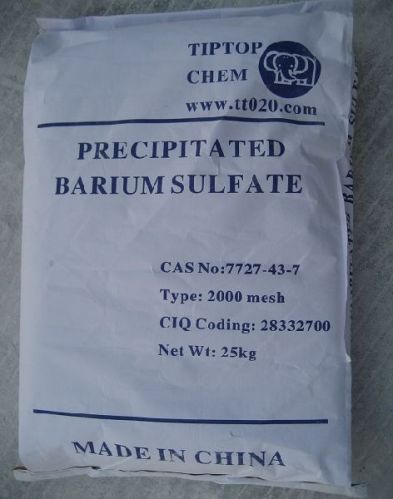 TIPTOP
CHEM
www.tt020.com
PRECIPITATED
BARIUM SULFATE
CAS No:7727-43-7
Type: 2000 mesh
CIQ Coding: 28332700
Net Wt: 25kg
MADE IN CHINA